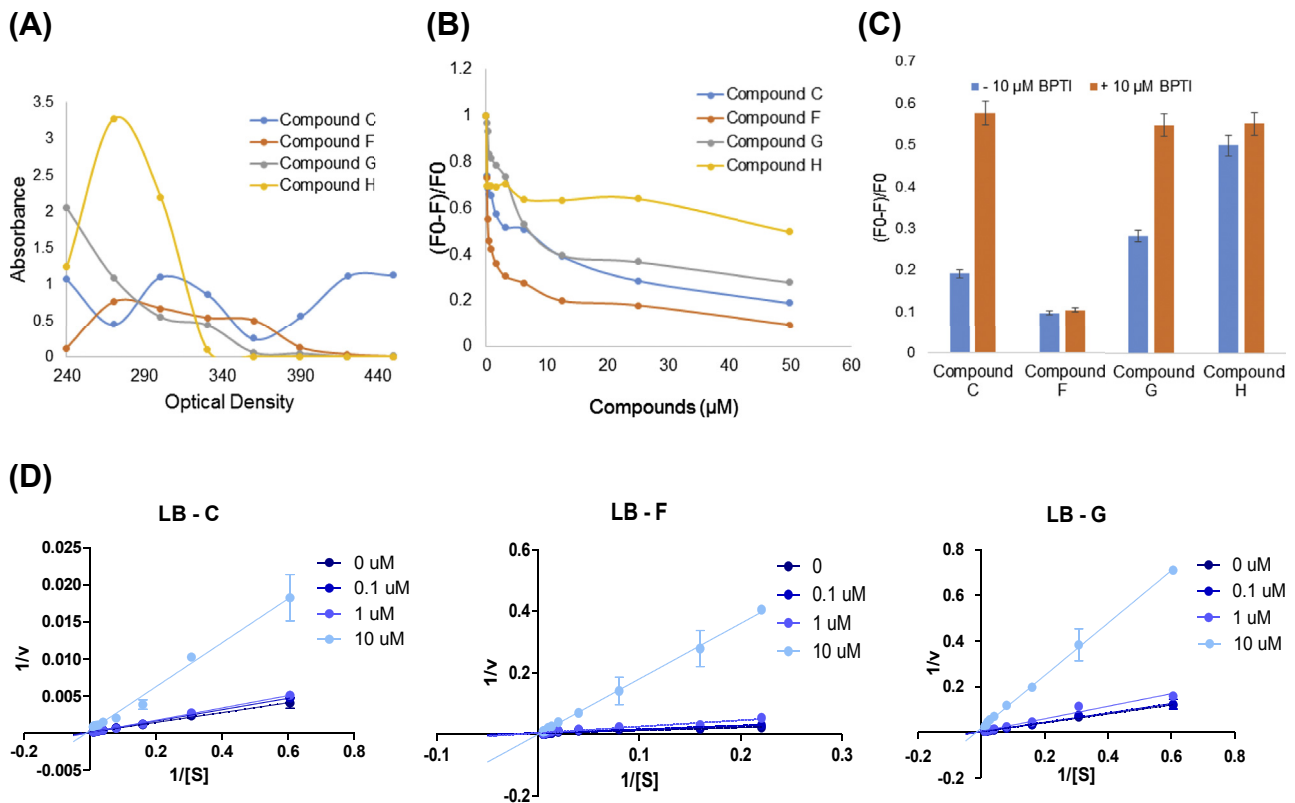 (A)
3.5
3
2.5
2
1.5
1
0.5
0
Absorbance
240 290 340 390 440
Optical Density
Compound C
Compound F
Compound G
Compound H
(B)
1.2
1
0.8
0.6
0.4
0.2
0
(F0-F)/F0
0 10 20 30 40 50 60
Compounds (µM)
Compound C
Compound F
Compound G
Compound H
(C)
0.7
0.6
0.5
0.4
0.3
0.2
0.1
0
(F0-F)/F0
- 10 µM BPTI + 10 µM BPTI
Compound Compound Compound Compound
C F G H
(D)
LB - C
0.025
0.020
0.015
0.010
0.005
-0.005
1/v
-0.2 0.0 0.2 0.4 0.6 0.8
1/[S]
0 uM
0.1 uM
1 uM
10 uM
LB - F
0.6
0.4
0.2
-0.2
1/v
-0.1 0.0 0.1 0.2 0.3
1/[S]
0
0.1 uM
1 uM
10 uM
LB - G
0.8
0.6
0.4
0.2
-0.2
1/v
-0.2 0.0 0.2 0.4 0.6 0.8
1/[S]
0 uM
0.1 uM
1 uM
10 uM